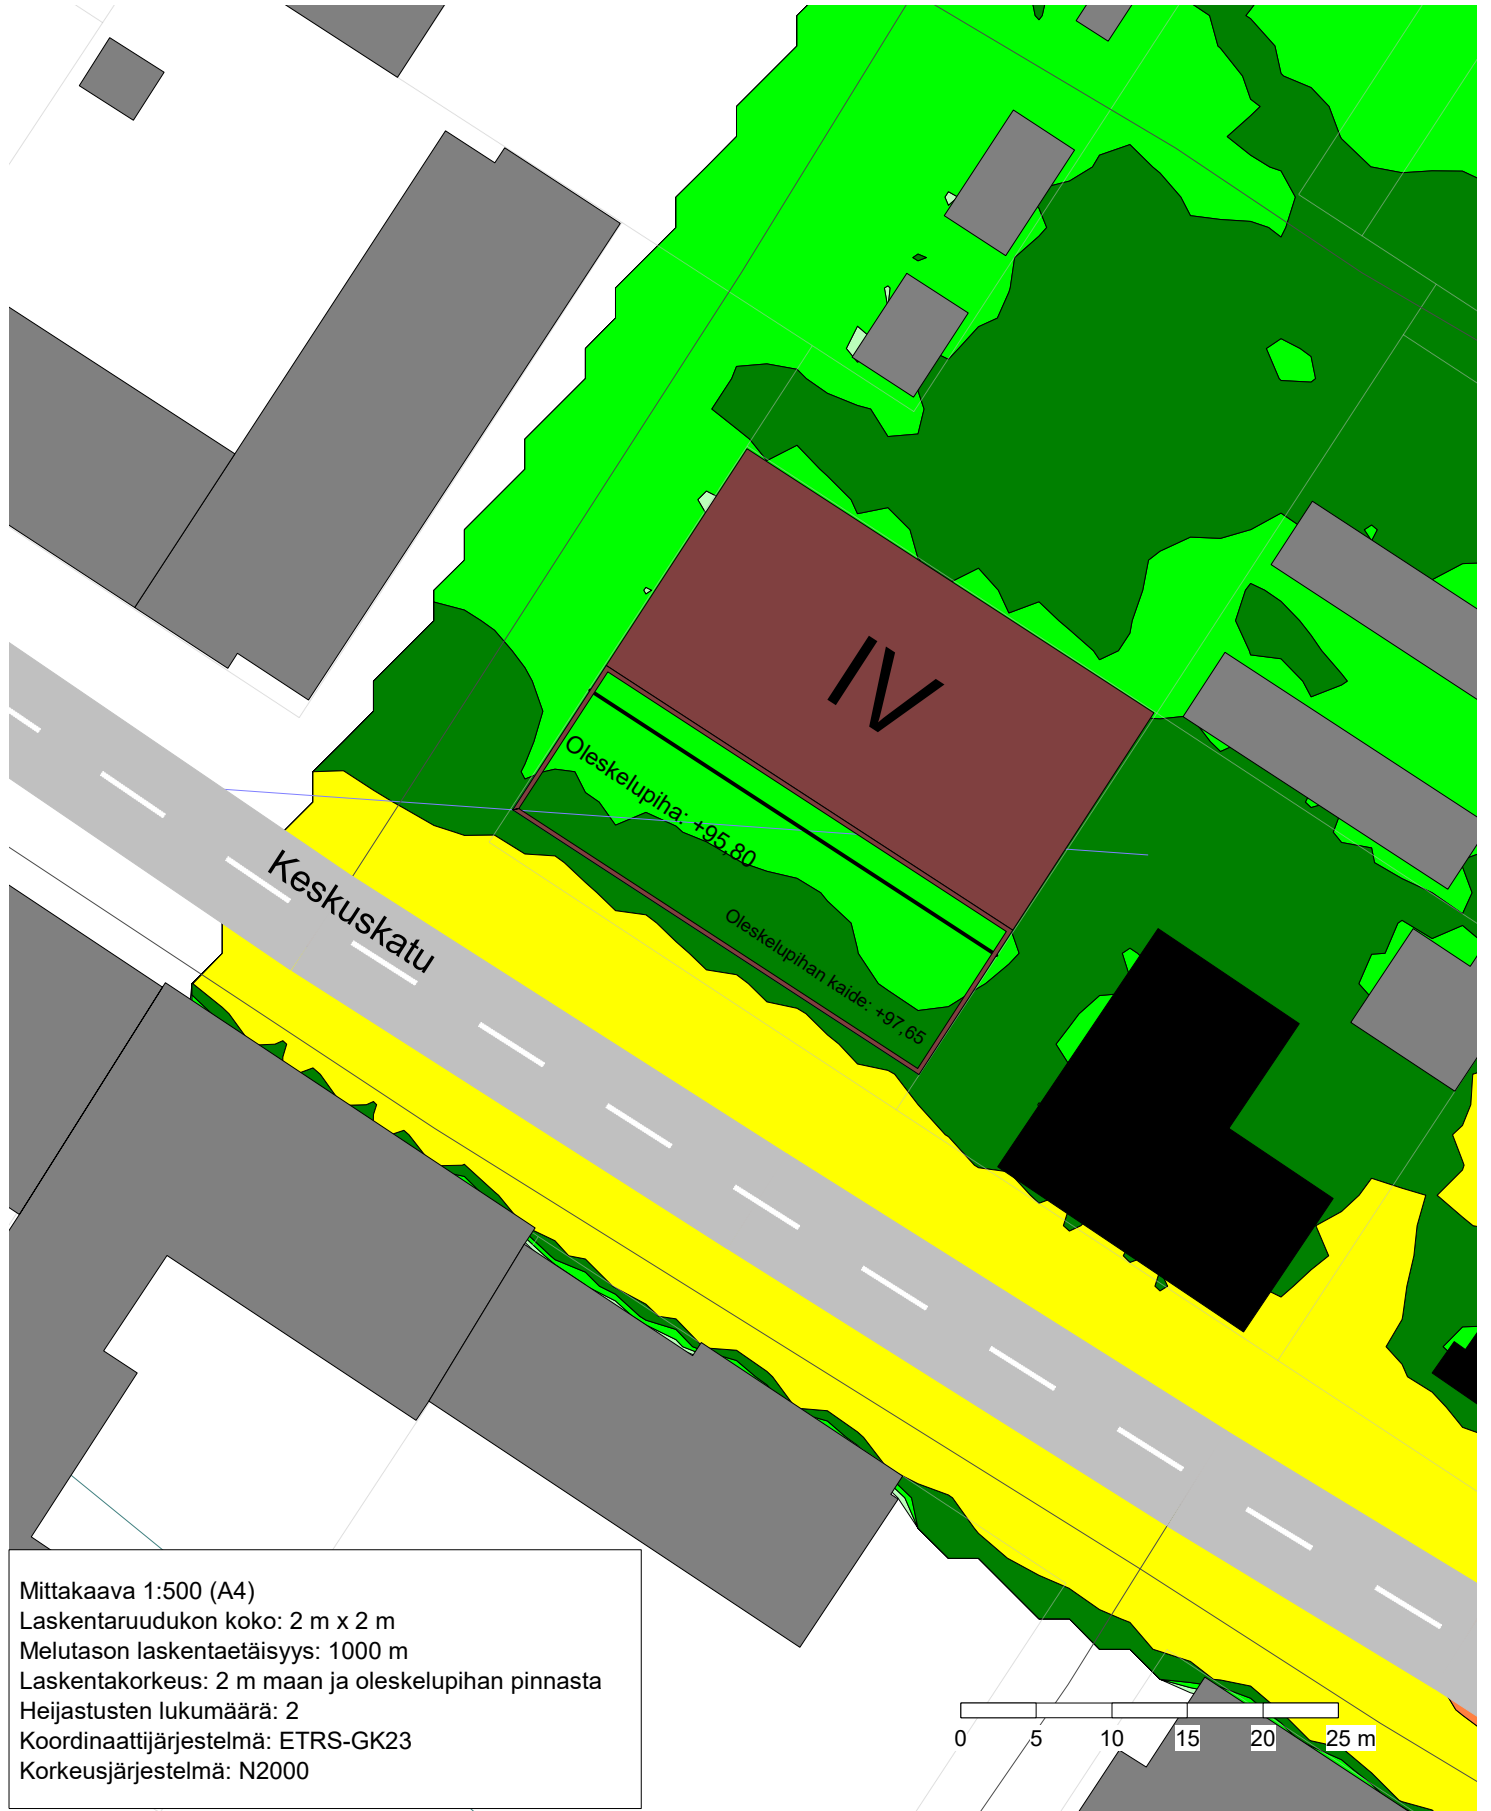 IV
Oleskelupiha: +95,80
Keskuskatu
Oleskelupihan kaide: +97,65
Mittakaava 1:500 (A4)
Laskentaruudukon koko: 2 m x 2 m
Melutason laskentaetäisyys: 1000 m
Laskentakorkeus: 2 m maan ja oleskelupihan pinnasta
Heijastusten lukumäärä: 2
Koordinaattijärjestelmä: ETRS-GK23
Korkeusjärjestelmä: N2000
0 5 10 15 20 25 m